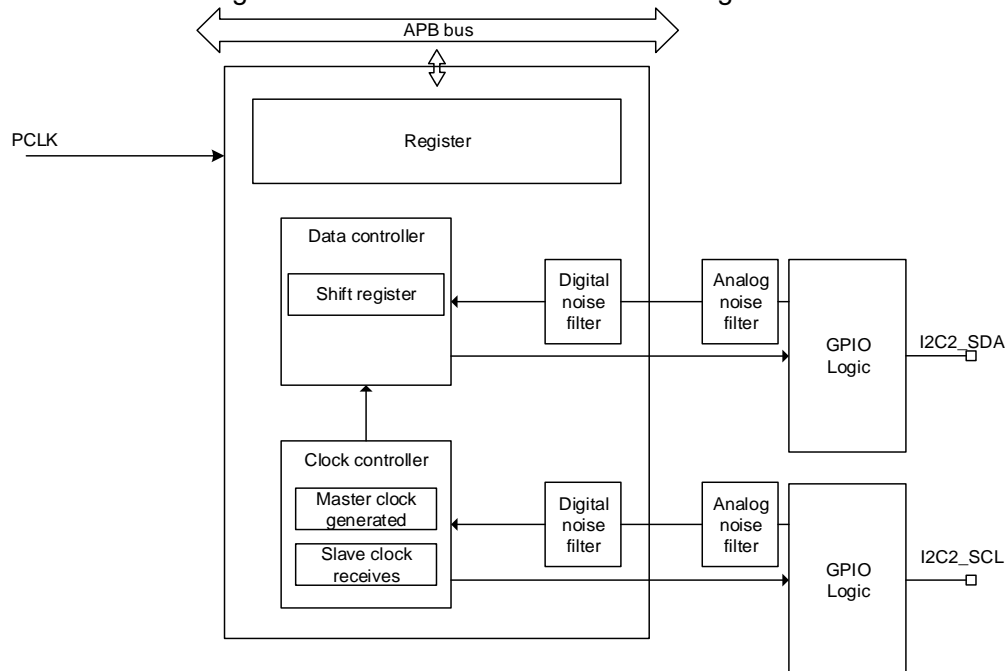 APB bus
PCLK
Register
Data controller
Shift register
Digital
noise
filter
Analog
noise
filter
GPIO
Logic
I2C2_SDA
Clock controller
Master clock
generated
Slave clock
receives
Digital
noise
filter
Analog
noise
filter
GPIO
Logic
I2C2_SCL